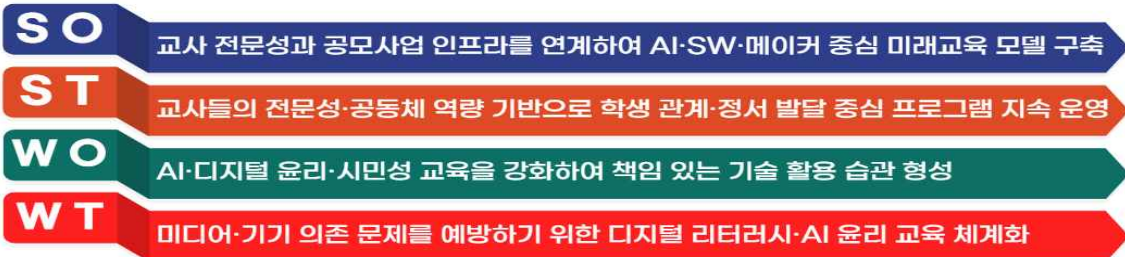 SO
교사 전문성과 공모사업 인프라를 연계하여 AI·SW·메이커 중심 미래교육 모델 구축
ST
교사들의 전문성·공동체 역량 기반으로 학생 관계·정서 발달 중심 프로그램 지속 운영
WO
AI·디지털 윤리·시민성 교육을 강화하여 책임 있는 기술 활용 습관 형성
WT
미디어·기기 의존 문제를 예방하기 위한 디지털 리터러시·AI 윤리 교육 체계화